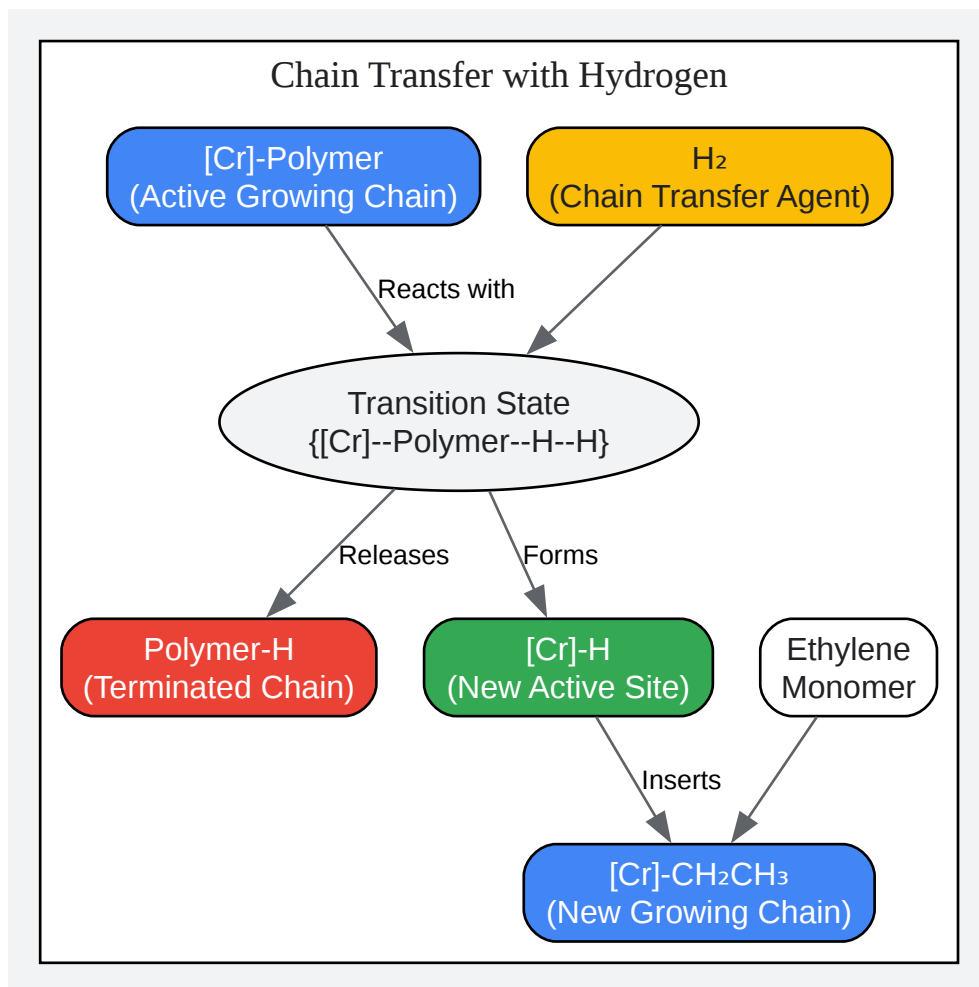 Chain Transfer with Hydrogen
[Cr]-Polymer
(Active Growing Chain)
H₂
(Chain Transfer Agent)
Reacts with
Transition State
{[Cr]--Polymer--H--H}
Releases
Forms
Polymer-H
(Terminated Chain)
[Cr]-H
(New Active Site)
Ethylene
Monomer
Inserts
[Cr]-CH₂CH₃
(New Growing Chain)